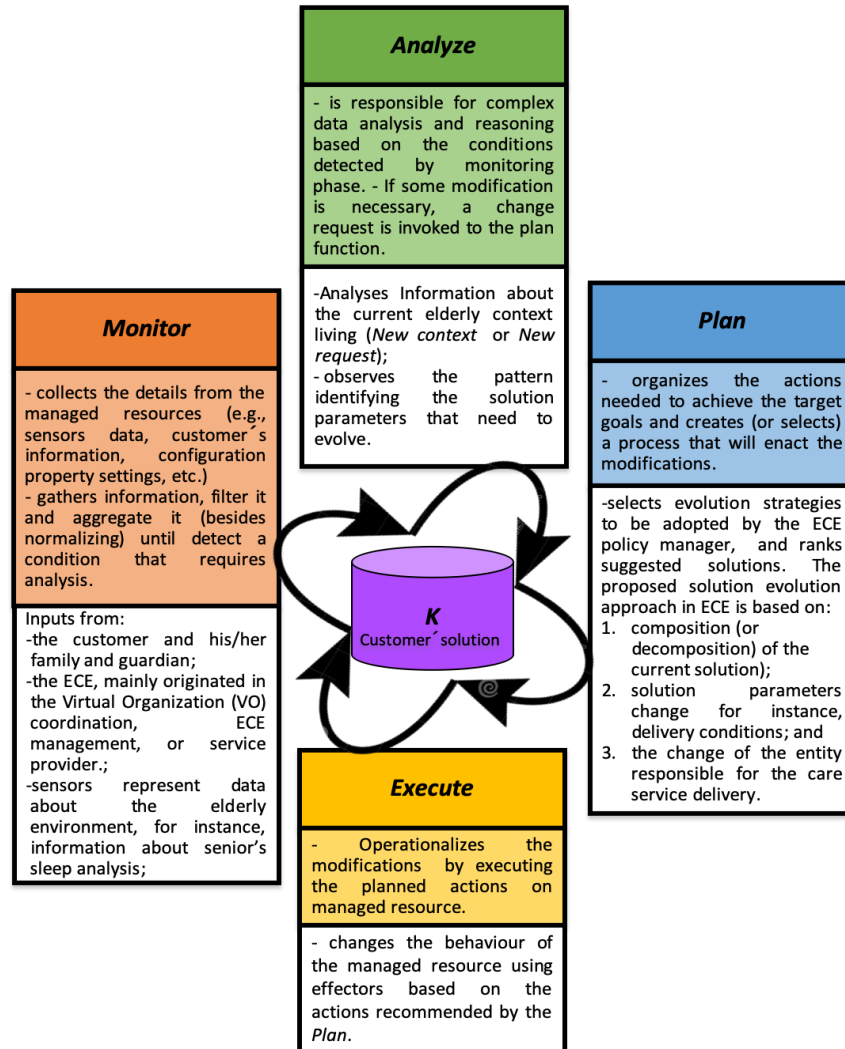 Analyze
- is responsible for complex
data analysis and reasoning
based on the conditions
detected by monitoring
phase. - If some modification
is necessary, a change
request is invoked to the plan
function.
-Analyses Information about
the current elderly context
living (New context or New
request);
- observes the pattern
identifying the solution
parameters that need to
evolve.
Monitor
- collects the details from the
managed resources (e.g.,
sensors data, customer´s
information, configuration
property settings, etc.)
- gathers information, filter it
and aggregate it (besides
normalizing) until detect a
condition that requires
analysis.
Inputs from:
-the customer and his/her
family and guardian;
-the ECE, mainly originated in
the Virtual Organization (VO)
coordination, ECE
management, or service
provider.;
-sensors represent data
about the elderly
environment, for instance,
information about senior’s
sleep analysis;
K
Customer´solution
Plan
- organizes the actions
needed to achieve the target
goals and creates (or selects)
a process that will enact the
modifications.
-selects evolution strategies
to be adopted by the ECE
policy manager, and ranks
suggested solutions. The
proposed solution evolution
approach in ECE is based on:
1. composition (or
decomposition) of the
current solution);
2. solution parameters
change for instance,
delivery conditions; and
3. the change of the entity
responsible for the care
service delivery.
Execute
- Operationalizes the
modifications by executing
the planned actions on
managed resource.
- changes the behaviour of
the managed resource using
effectors based on the
actions recommended by the
Plan.